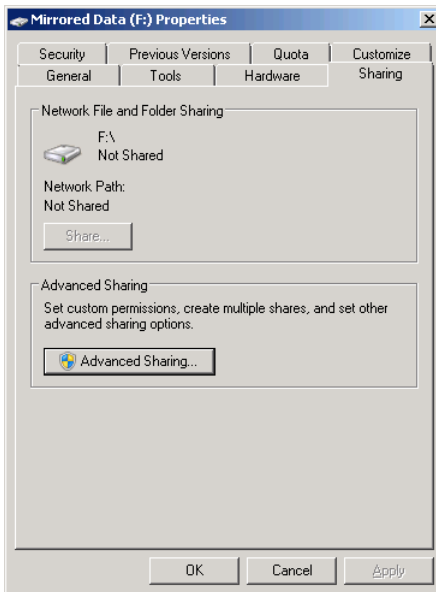 Mirrored Data (F:) Properties
Security
Previous Versions
Quota
Customize
General
Tools
Hardware
Sharing
Network File and Folder Sharing
F:\
Not Shared
Network Path:
Not Shared
Share...
Advanced Sharing
Set custom permissions, create multiple shares, and set other
advanced sharing options.
Advanced Sharing...
OK
Cancel
Apply